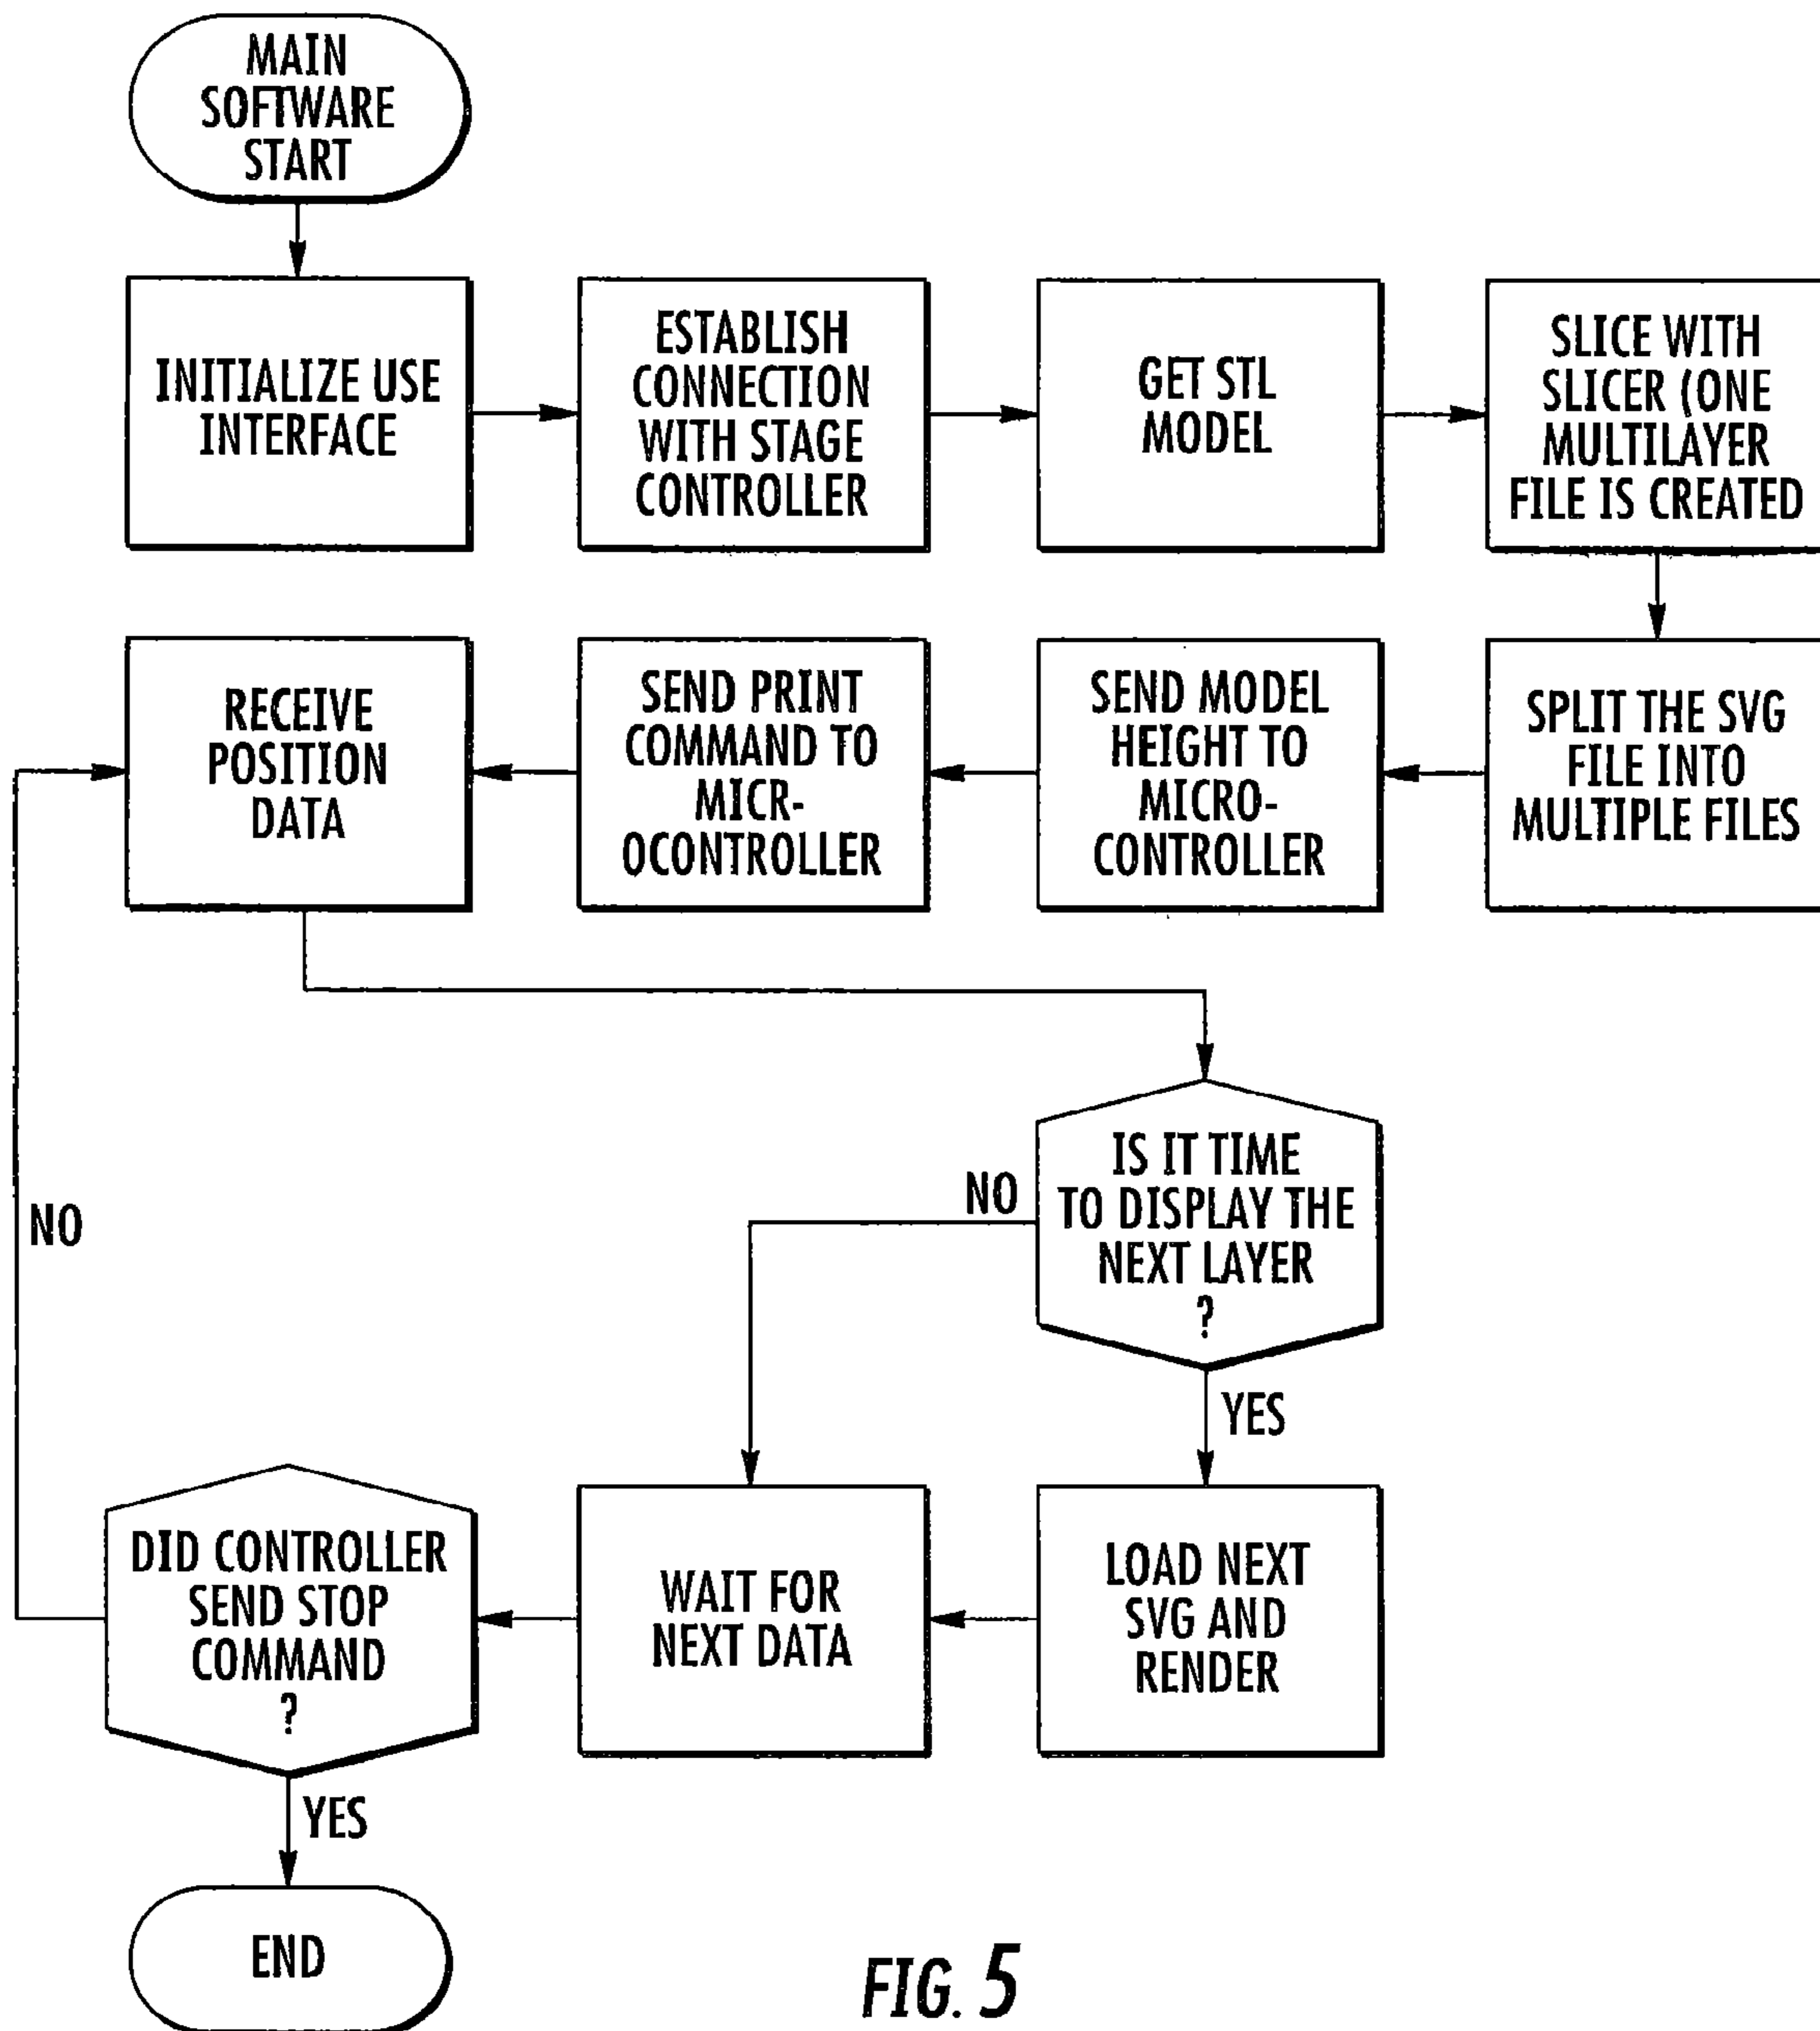 MAIN
SOFTWARE
START
INITIALIZE USE
INTERFACE
ESTABLISH
CONNECTION
WITH STAGE
CONTROLLER
GET STL
MODEL
SLICE WITH
SLICER (ONE
MULTILAYER
FILE IS CREATED
RECEIVE
POSITION
DATA
SEND PRINT
COMMAND TO
MICR-
OCONTROLLER
SEND MODEL
HEIGHT TO
MICRO-
CONTROLLER
SPLIT THE SVG
FILE INTO
MULTIPLE FILES
IS IT TIME
TO DISPLAY THE
NEXT LAYER
?
NO
NO
YES
DID CONTROLLER
SEND STOP
COMMAND
?
WAIT FOR
NEXT DATA
LOAD NEXT
SVG AND
RENDER
YES
END
FIG. 5